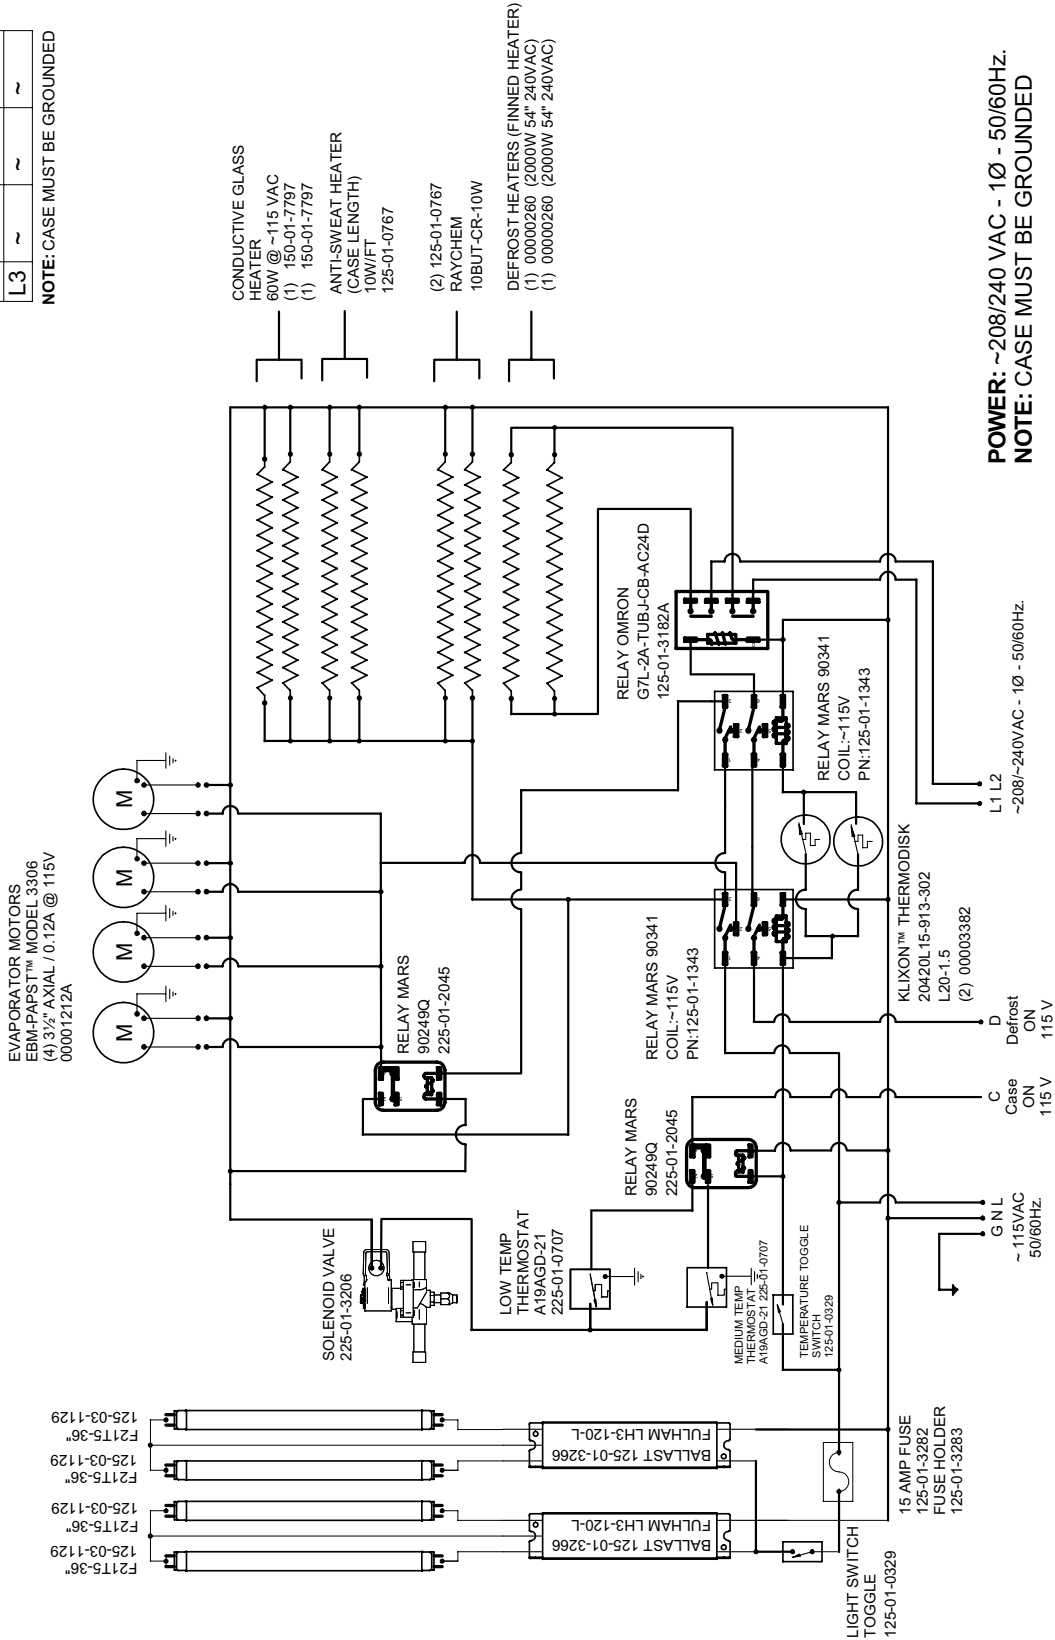 L3 ~ ~ ~
NOTE: CASE MUST BE GROUNDED
EVAPORATOR MOTORS
EBM-PAPST™ MODEL 3306
(4) 3½" AXIAL / 0.12A @ 115V
00001212A
M
M
M
M
CONDUCTIVE GLASS
HEATER
60W @ ~115 VAC
(1) 150-01-7797
(1) 150-01-7797
ANTI-SWEAT HEATER
(CASE LENGTH)
10W/FT
125-01-0767
(2) 125-01-0767
RAYCHEM
10BUT-CR-10W
DEFROST HEATERS (FINNED HEATER)
(1) 00000260 (2000W 54" 240VAC)
(1) 00000260 (2000W 54" 240VAC)
RELAY MARS
90249Q
225-01-2045
SOLENOID VALVE
225-01-3206
F21T5-36"
125-03-1129
F21T5-36"
125-03-1129
F21T5-36"
125-03-1129
F21T5-36"
125-03-1129
BALLAST 125-01-3266
FULHAM LH3-120-L
BALLAST 125-01-3266
FULHAM LH3-120-L
LOW TEMP
THERMOSTAT
A19AGD-21
225-01-0707
RELAY MARS
90249Q
225-01-2045
RELAY MARS 90341
COIL:~115V
PN:125-01-1343
RELAY OMRON
G7L-2A-TUBJ-CB-AC24D
125-01-3182A
RELAY MARS 90341
COIL:~115V
PN:125-01-1343
MEDIUM TEMP
THERMOSTAT
A19AGD-21 225-01-0707
TEMPERATURE TOGGLE
SWITCH
125-01-0329
KLIXON™ THERMODISK
20420L15-913-302
L20-1.5
(2) 00003382
LIGHT SWITCH
TOGGLE
125-01-0329
15 AMP FUSE
125-01-3282
FUSE HOLDER
125-01-3283
G N L
~ 115VAC
50/60Hz.
C
Case
ON
115 V
D
Defrost
ON
115 V
L1 L2
~208/~240VAC - 1Ø - 50/60Hz.
POWER: ~208/240 VAC - 1Ø - 50/60Hz.
NOTE: CASE MUST BE GROUNDED